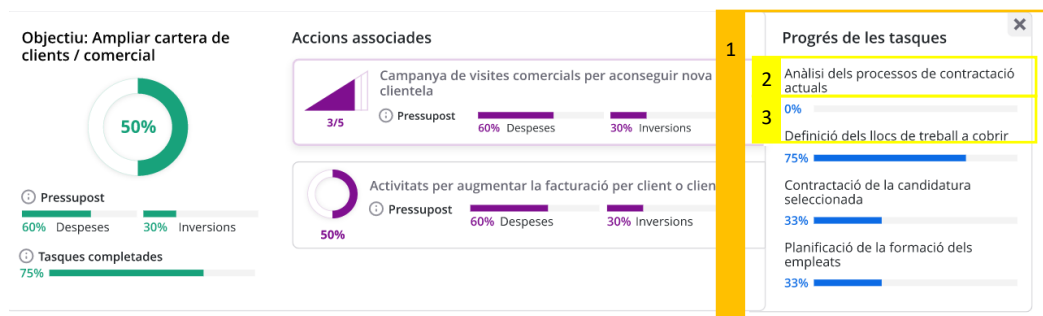 Objectiu: Ampliar cartera de
clients / comercial
50%
Pressupost
60% Despeses
30% Inversions
Tasques completades
75%
Accions associades
Campanya de visites comercials per aconseguir nova
clientela
3/5
Pressupost
60% Despeses
30% Inversions
Activitats per augmentar la facturació per client o clien
Pressupost
50%
60% Despeses
30% Inversions
1
Progrés de les tasques
2
Anàlisi dels processos de contractació
actuals
3
0%
Definició dels llocs de treball a cobrir
75%
Contractació de la candidatura
seleccionada
33%
Planificació de la formació dels
empleats
33%